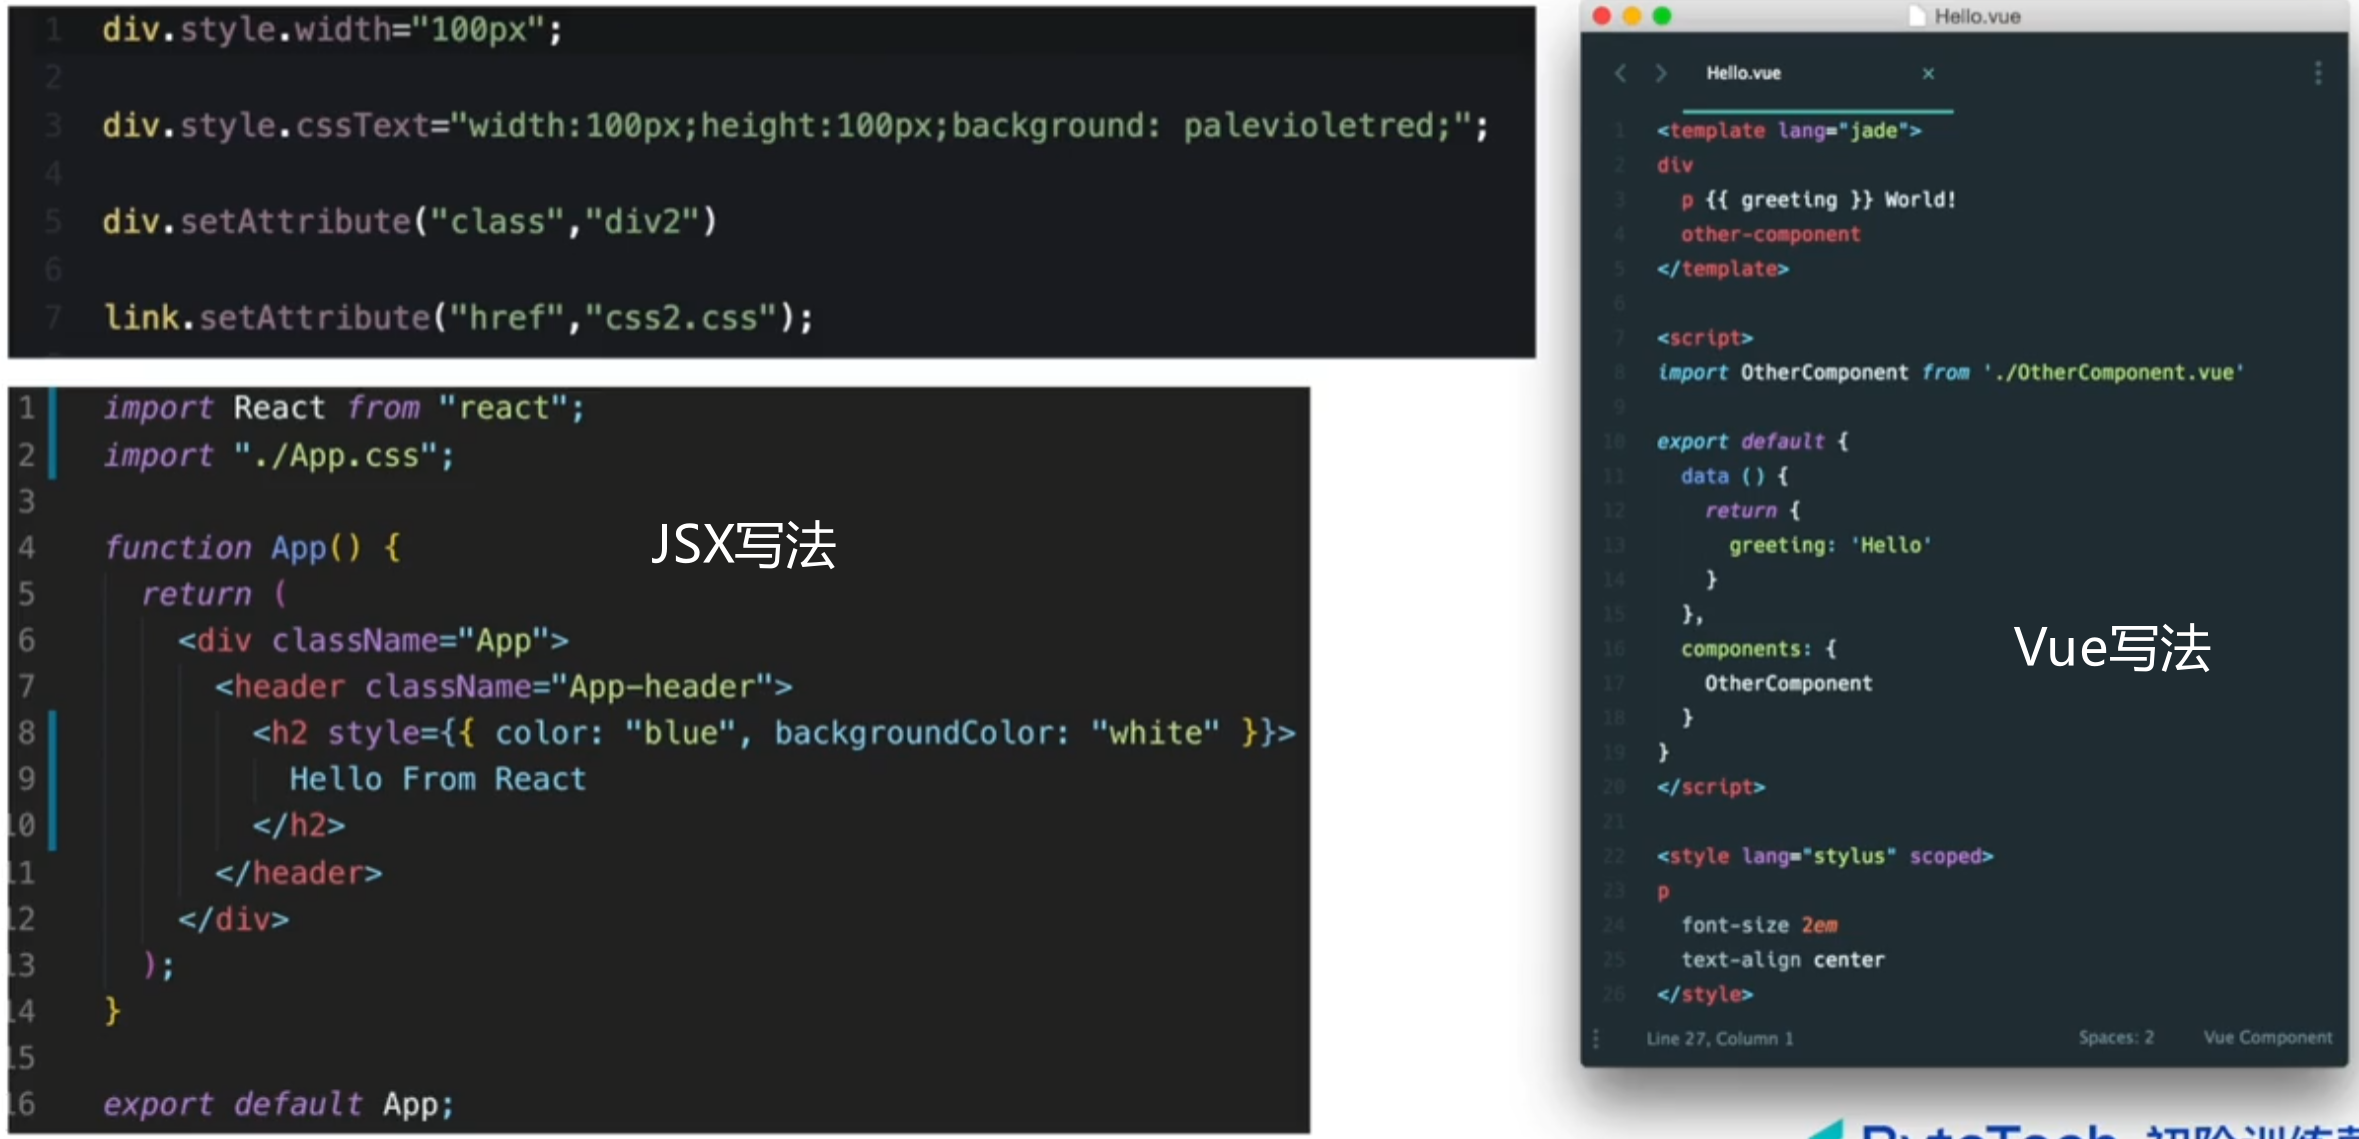 1 div.style.width="100px";
2
3 div.style.cssText="width:100px;height:100px;background: palevioletred;";
4
5 div.setAttribute("class","div2")
6
7 link.setAttribute("href","css2.css");
1 import React from "react";
2 import "./App.css";
3
4 function App() {
5 return (
6 <div className="App">
7 <header className="App-header">
8 <h2 style={{ color: "blue", backgroundColor: "white" }}>
9 Hello From React
10 </h2>
11 </header>
12 </div>
13 );
14 }
15
16 export default App;
JSX写法
Hello.vue
Hello.vue ×
1 <template lang="jade">
2 div
3 p {{ greeting }} World!
4 other-component
5 </template>
6
7 <script>
8 import OtherComponent from './OtherComponent.vue'
9
10 export default {
11 data () {
12 return {
13 greeting: 'Hello'
14 }
15 },
16 components: {
17 OtherComponent
18 }
19 }
20 </script>
21
22 <style lang="stylus" scoped>
23 p
24 font-size 2em
25 text-align center
26 </style>
Vue写法
Line 27, Column 1 Spaces: 2 Vue Component
ByteTech 初阶训练营